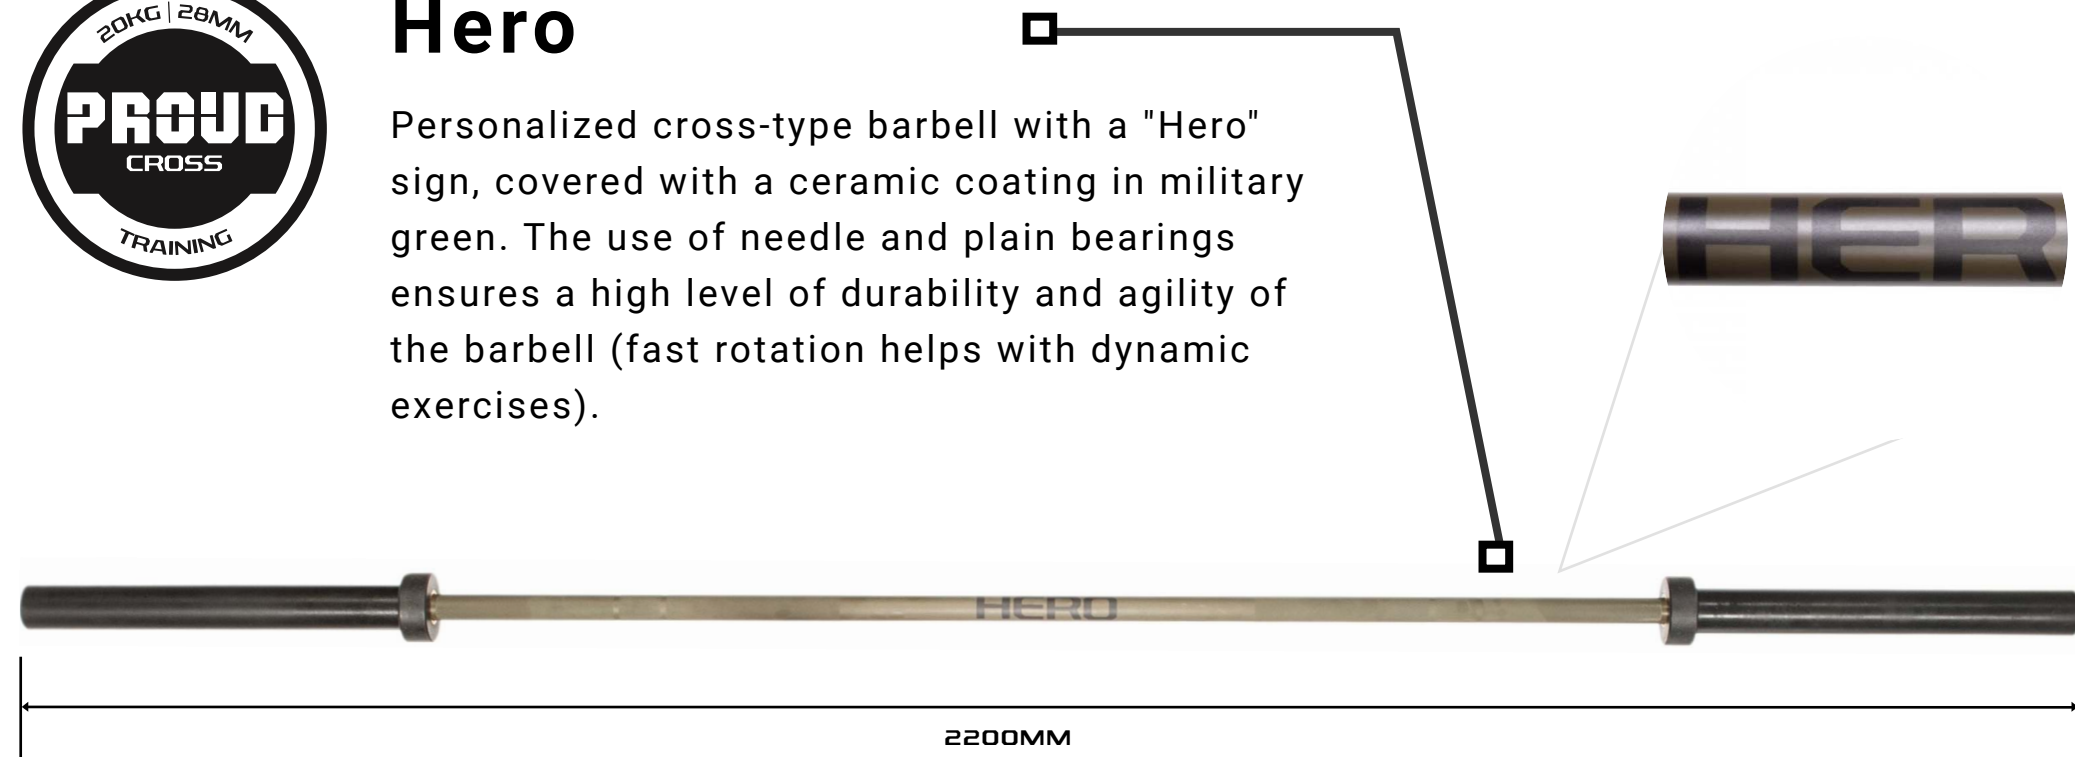 20KG | 28MM
PROUD
CROSS
TRAINING
Hero
Personalized cross-type barbell with a "Hero"
sign, covered with a ceramic coating in military
green. The use of needle and plain bearings
ensures a high level of durability and agility of
the barbell (fast rotation helps with dynamic
exercises).
HER
HERO
2200MM